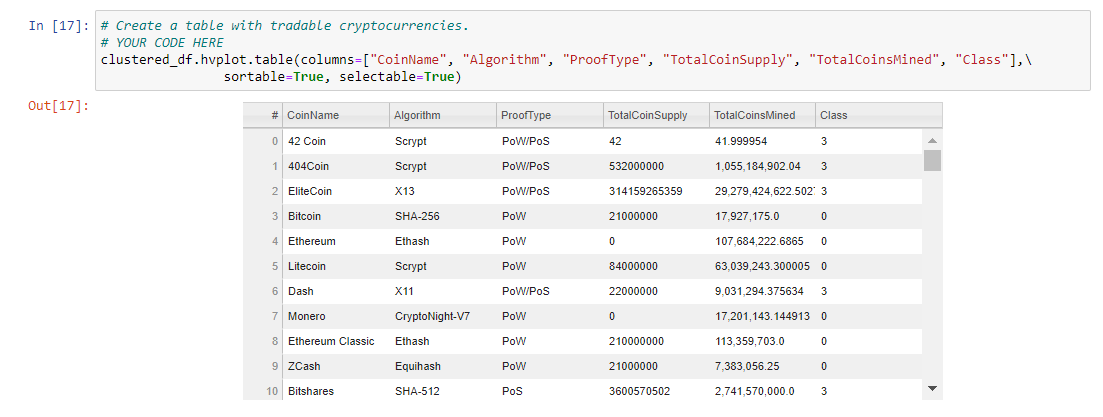 In [17]: # Create a table with tradable cryptocurrencies.
# YOUR CODE HERE
clustered_df.hvplot.table(columns=["CoinName", "Algorithm", "ProofType", "TotalCoinSupply", "TotalCoinsMined", "Class"],\
sortable=True, selectable=True)
Out[17]:
# CoinName Algorithm ProofType TotalCoinSupply TotalCoinsMined Class
0 42 Coin Scrypt PoW/PoS 42 41.999954 3
1 404Coin Scrypt PoW/PoS 532000000 1,055,184,902.04 3
2 EliteCoin X13 PoW/PoS 314159265359 29,279,424,622.502 3
3 Bitcoin SHA-256 PoW 21000000 17,927,175.0 0
4 Ethereum Ethash PoW 0 107,684,222.6865 0
5 Litecoin Scrypt PoW 84000000 63,039,243.300005 0
6 Dash X11 PoW/PoS 22000000 9,031,294.375634 3
7 Monero CryptoNight-V7 PoW 0 17,201,143.144913 0
8 Ethereum Classic Ethash PoW 210000000 113,359,703.0 0
9 ZCash Equihash PoW 21000000 7,383,056.25 0
10 Bitshares SHA-512 PoS 3600570502 2,741,570,000.0 3